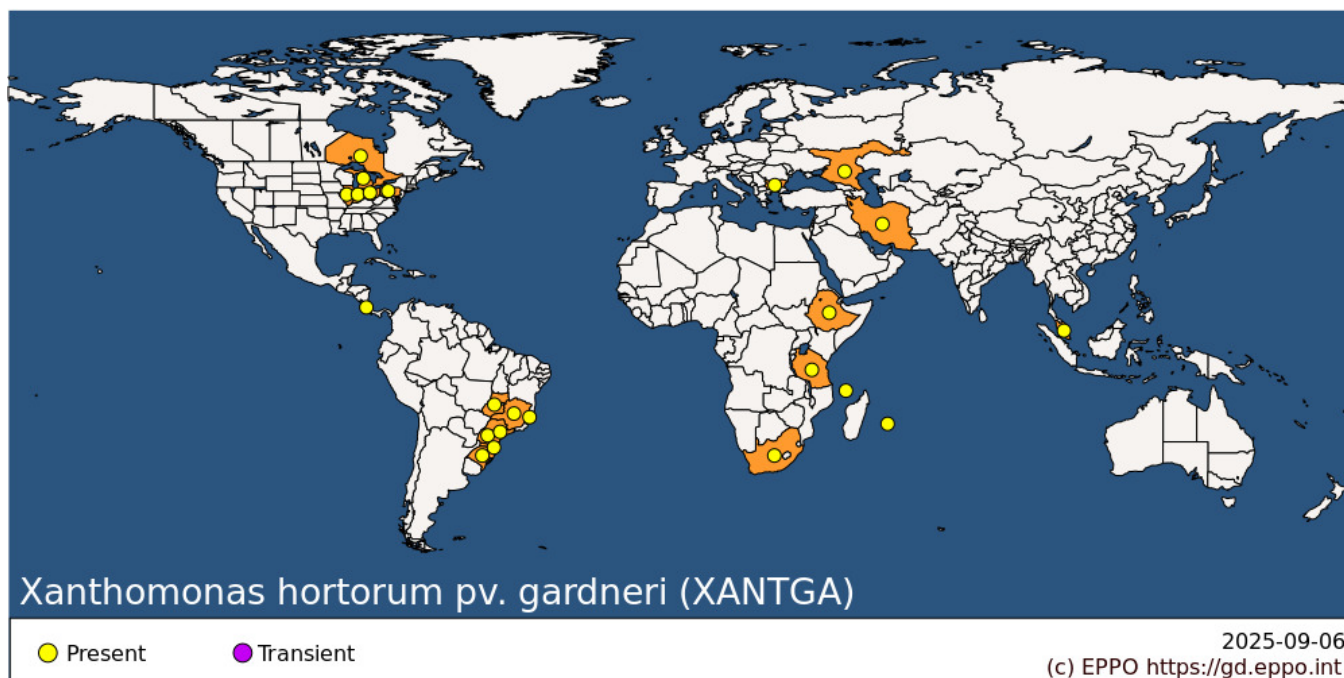 Xanthomonas hortorum pv. gardneri (XANTGA)
Present
Transient
2025-09-06
(c) EPPO https://gd.eppo.int